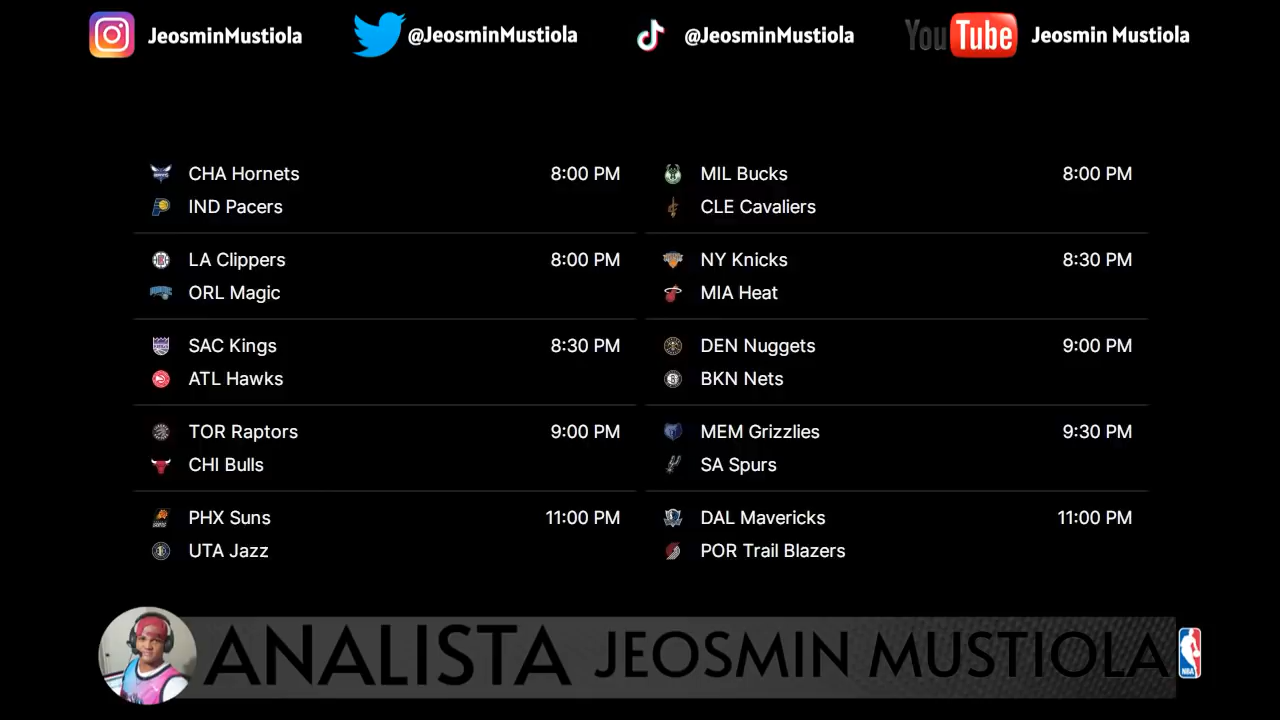 JeosminMustiola @JeosminMustiola @JeosminMustiola YouTube Jeosmin Mustiola
CHA Hornets 8:00 PM
IND Pacers
MIL Bucks 8:00 PM
CLE Cavaliers
LA Clippers 8:00 PM
ORL Magic
NY Knicks 8:30 PM
MIA Heat
SAC Kings 8:30 PM
ATL Hawks
DEN Nuggets 9:00 PM
BKN Nets
TOR Raptors 9:00 PM
CHI Bulls
MEM Grizzlies 9:30 PM
SA Spurs
PHX Suns 11:00 PM
UTA Jazz
DAL Mavericks 11:00 PM
POR Trail Blazers
ANALISTA JEOSMIN MUSTIOLA
NBA